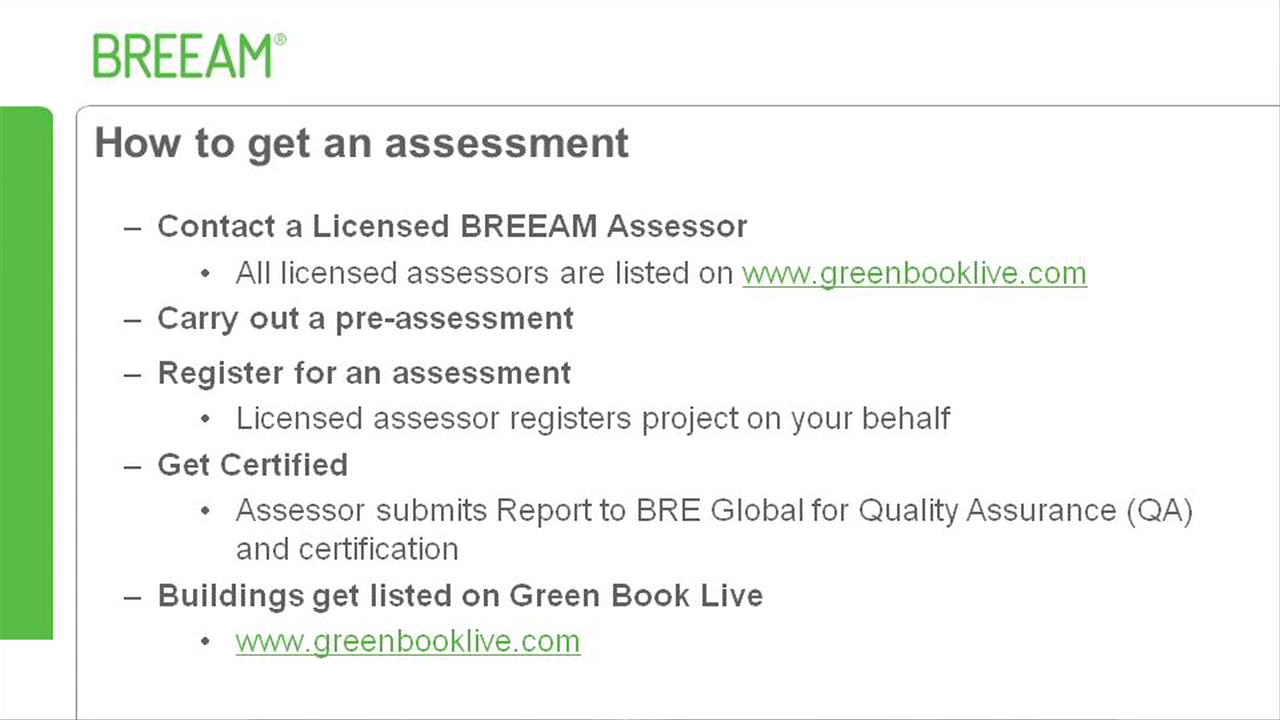 BREEAM®
How to get an assessment
– Contact a Licensed BREEAM Assessor
• All licensed assessors are listed on www.greenbooklive.com
– Carry out a pre-assessment
– Register for an assessment
• Licensed assessor registers project on your behalf
– Get Certified
• Assessor submits Report to BRE Global for Quality Assurance (QA)
and certification
– Buildings get listed on Green Book Live
• www.greenbooklive.com